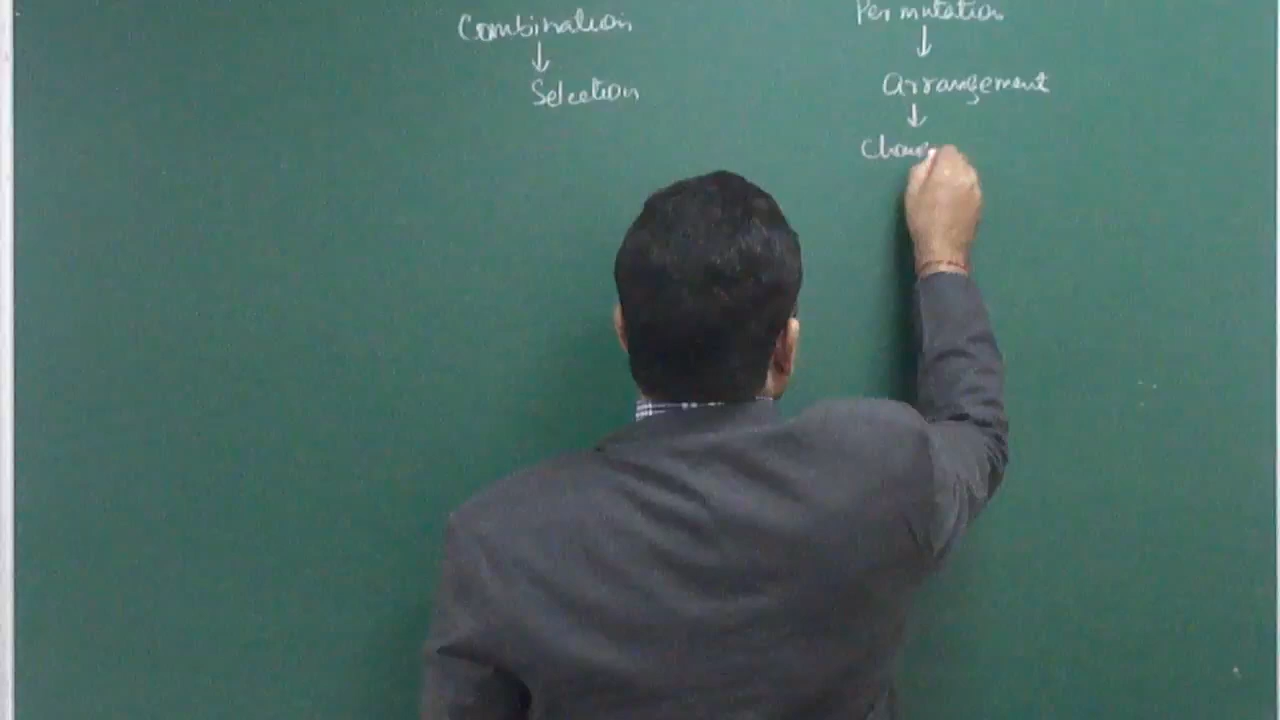 Combination
Permutation
↓
↓
Selection
Arrangement
↓